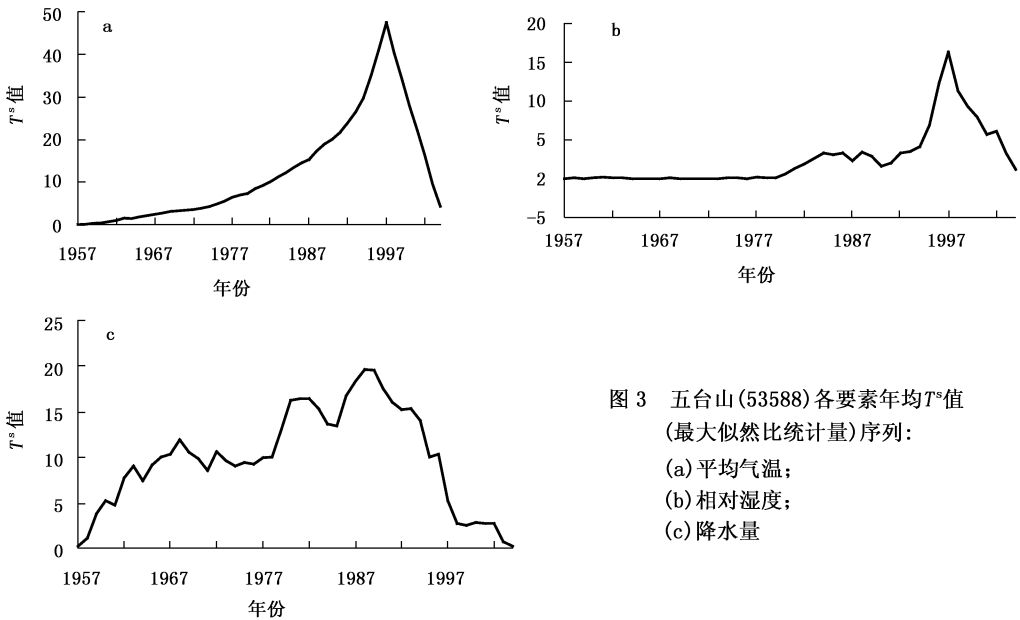 a
50
40
30
20
10
0
Tˢ值
1957 1967 1977 1987 1997
年份
b
20
15
10
5
2
−5
Tˢ值
1957 1967 1977 1987 1997
年份
c
25
20
15
10
5
0
Tˢ值
1957 1967 1977 1987 1997
年份
图 3 五台山(53588)各要素年均Tˢ值
(最大似然比统计量)序列:
(a)平均气温;
(b)相对湿度;
(c)降水量